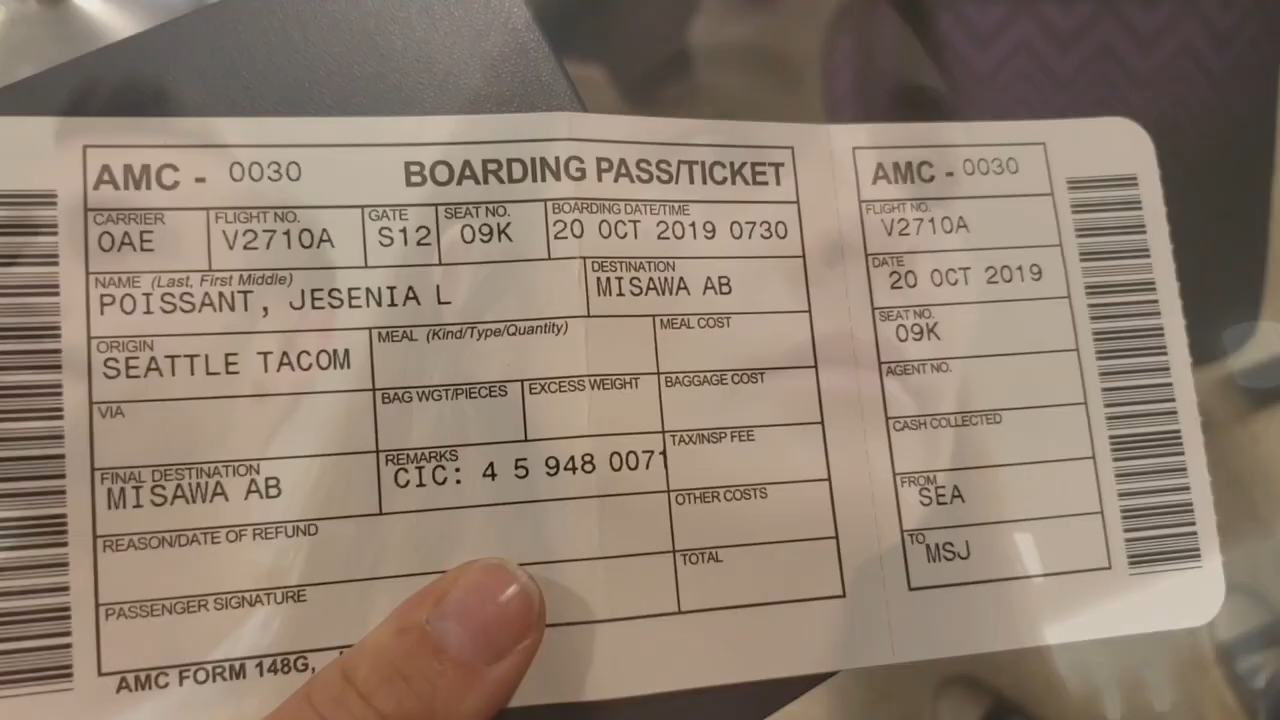 AMC - 0030 BOARDING PASS/TICKET
CARRIER FLIGHT NO. GATE SEAT NO. BOARDING DATE/TIME
OAE V2710A S12 09K 20 OCT 2019 0730
NAME (Last, First Middle) DESTINATION
POISSANT, JESENIA L MISAWA AB
ORIGIN MEAL (Kind/Type/Quantity) MEAL COST
SEATTLE TACOM
VIA BAG WGT/PIECES EXCESS WEIGHT BAGGAGE COST
FINAL DESTINATION REMARKS TAX/INSP FEE
MISAWA AB CIC: 4 5 948 0071
REASON/DATE OF REFUND OTHER COSTS
PASSENGER SIGNATURE TOTAL
AMC FORM 148G,
AMC - 0030
FLIGHT NO.
V2710A
DATE
20 OCT 2019
SEAT NO.
09K
AGENT NO.
CASH COLLECTED
FROM
SEA
TO
MSJ